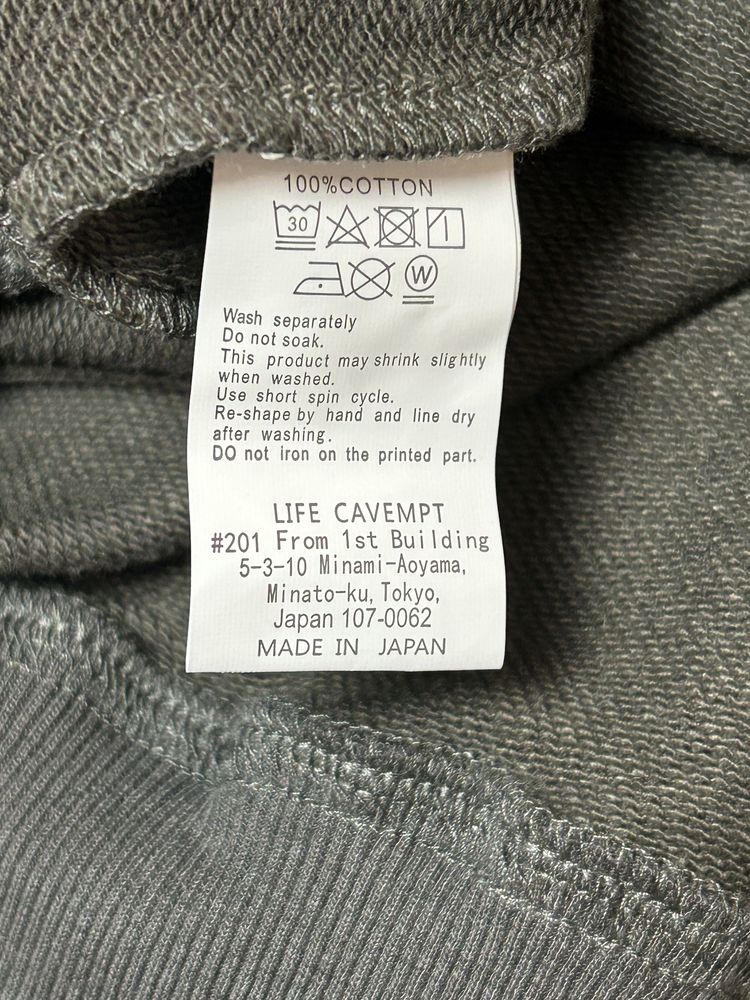 100%COTTON
30
W
Wash separately
Do not soak.
This product may shrink slightly
when washed.
Use short spin cycle.
Re-shape by hand and line dry
after washing.
DO not iron on the printed part.
LIFE CAVEMPT
#201 From 1st Building
5-3-10 Minami-Aoyama,
Minato-ku, Tokyo,
Japan 107-0062
MADE IN JAPAN